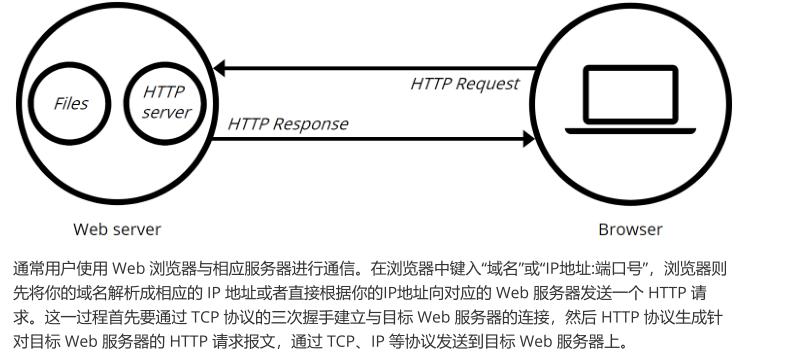 Files
HTTP
server
HTTP Request
HTTP Response
Web server
Browser
通常用户使用 Web 浏览器与相应服务器进行通信。在浏览器中键入“域名”或“IP地址:端口号”，浏览器则
先将你的域名解析成相应的 IP 地址或者直接根据你的IP地址向对应的 Web 服务器发送一个 HTTP 请
求。这一过程首先要通过 TCP 协议的三次握手建立与目标 Web 服务器的连接，然后 HTTP 协议生成针
对目标 Web 服务器的 HTTP 请求报文，通过 TCP、IP 等协议发送到目标 Web 服务器上。